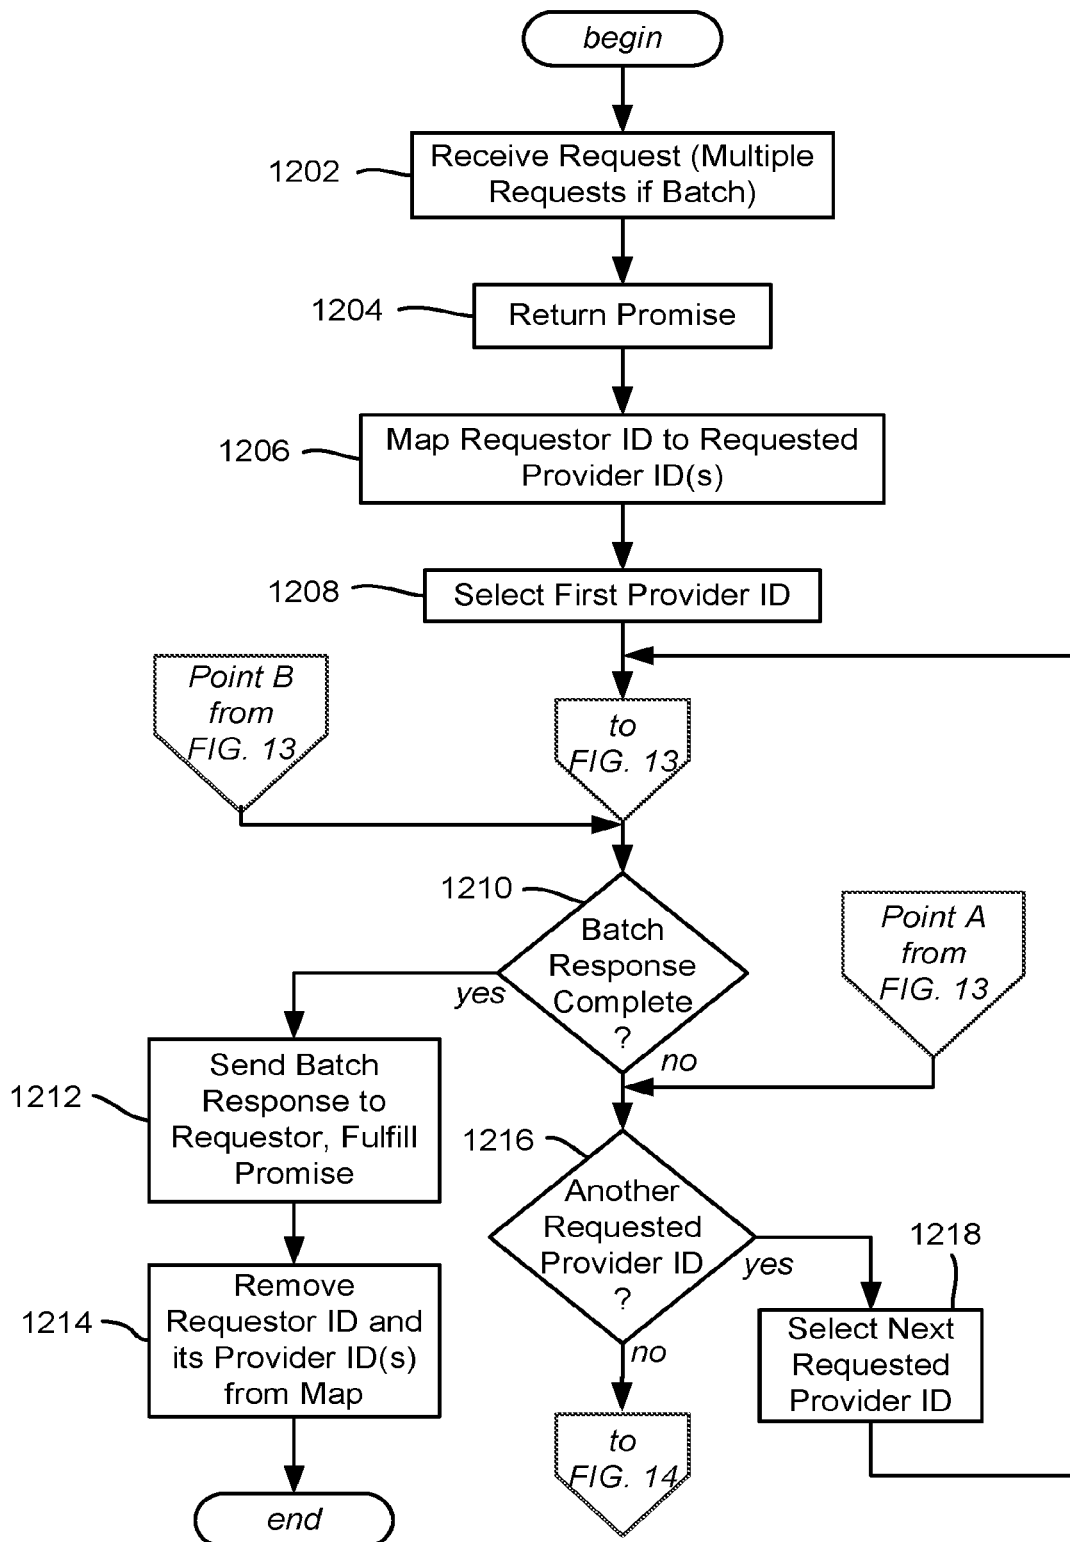 begin
1202
Receive Request (Multiple
Requests if Batch)
1204
Return Promise
1206
Map Requestor ID to Requested
Provider ID(s)
1208
Select First Provider ID
Point B
from
FIG. 13
to
FIG. 13
1210
Batch
Response
Complete
?
yes
no
Point A
from
FIG. 13
1212
Send Batch
Response to
Requestor, Fulfill
Promise
1216
Another
Requested
Provider ID
?
yes
no
1218
Select Next
Requested
Provider ID
1214
Remove
Requestor ID and
its Provider ID(s)
from Map
to
FIG. 14
end